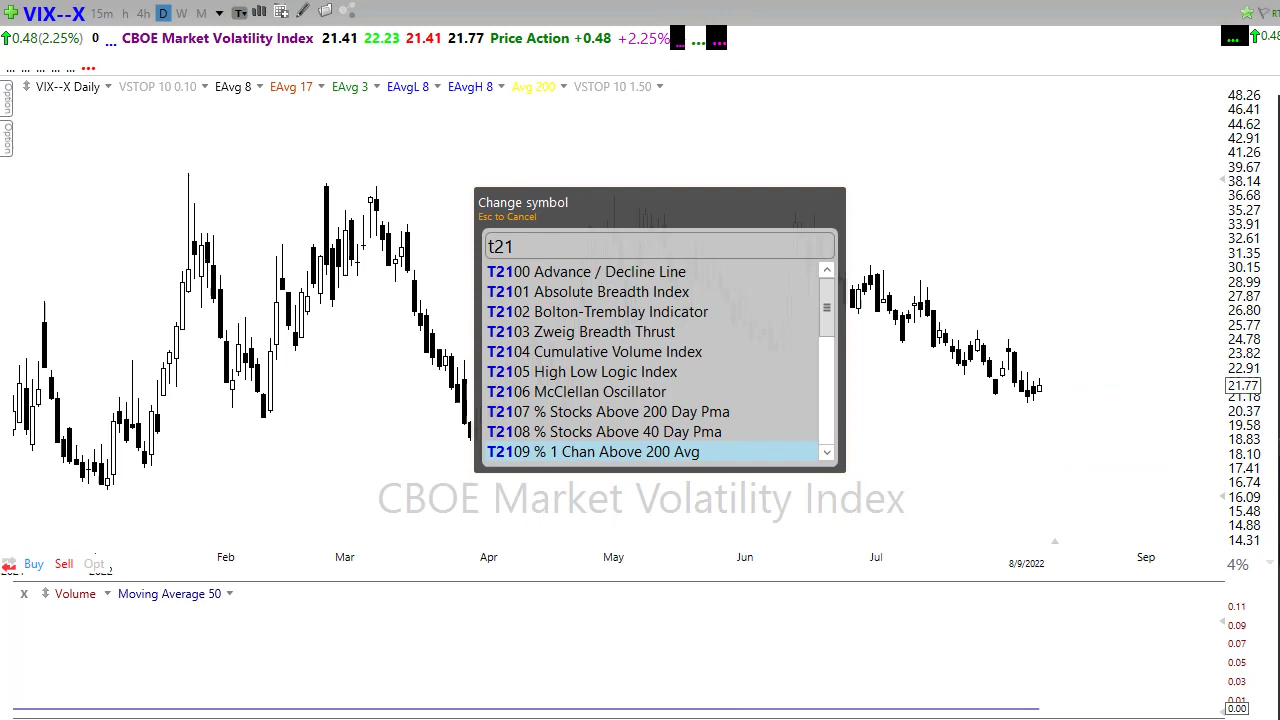 VIX--X 15m h 4h D W M T
0.48(2.25%) 0 ... CBOE Market Volatility Index 21.41 22.23 21.41 21.77 Price Action +0.48 +2.25% ... ... ... ... 0.48
... ... ... ... ... ...
VIX--X Daily VSTOP 10 0.10 EAvg 8 EAvg 17 EAvg 3 EAvgL 8 EAvgH 8 Avg 200 VSTOP 10 1.50
Option
Option
48.26
46.41
44.62
42.91
41.26
39.67
38.14
36.68
35.27
33.91
32.61
31.35
30.15
28.99
27.87
26.80
25.77
24.78
23.82
22.91
21.77
21.18
20.37
19.58
18.83
18.10
17.41
16.74
16.09
15.48
14.88
14.31
Change symbol
Esc to Cancel
t21
T2100 Advance / Decline Line
T2101 Absolute Breadth Index
T2102 Bolton-Tremblay Indicator
T2103 Zweig Breadth Thrust
T2104 Cumulative Volume Index
T2105 High Low Logic Index
T2106 McClellan Oscillator
T2107 % Stocks Above 200 Day Pma
T2108 % Stocks Above 40 Day Pma
T2109 % 1 Chan Above 200 Avg
CBOE Market Volatility Index
Feb Mar Apr May Jun Jul 8/9/2022 Sep
Buy Sell Opt 4%
X Volume Moving Average 50
0.11
0.09
0.07
0.05
0.03
0.01
0.00